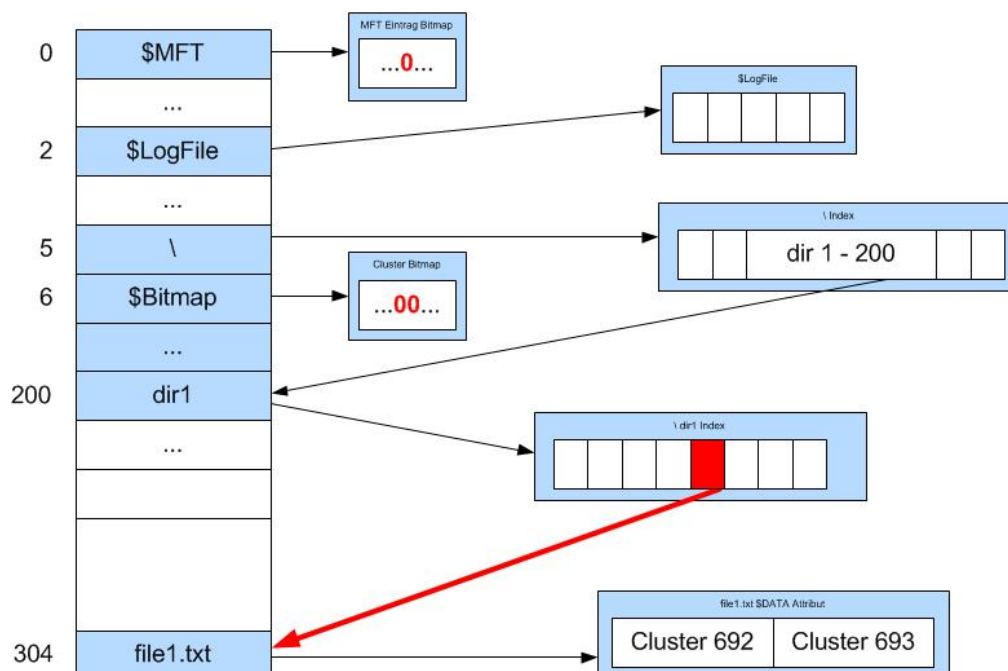 0
$MFT
MFT Eintrag Bitmap
...0...
...
$LogFile
2
$LogFile
...
\ Index
5
\
dir 1 - 200
Cluster Bitmap
6
$Bitmap
...00...
...
200
dir1
\ dir1 Index
...
file1.txt $DATA Attribut
304
file1.txt
Cluster 692
Cluster 693